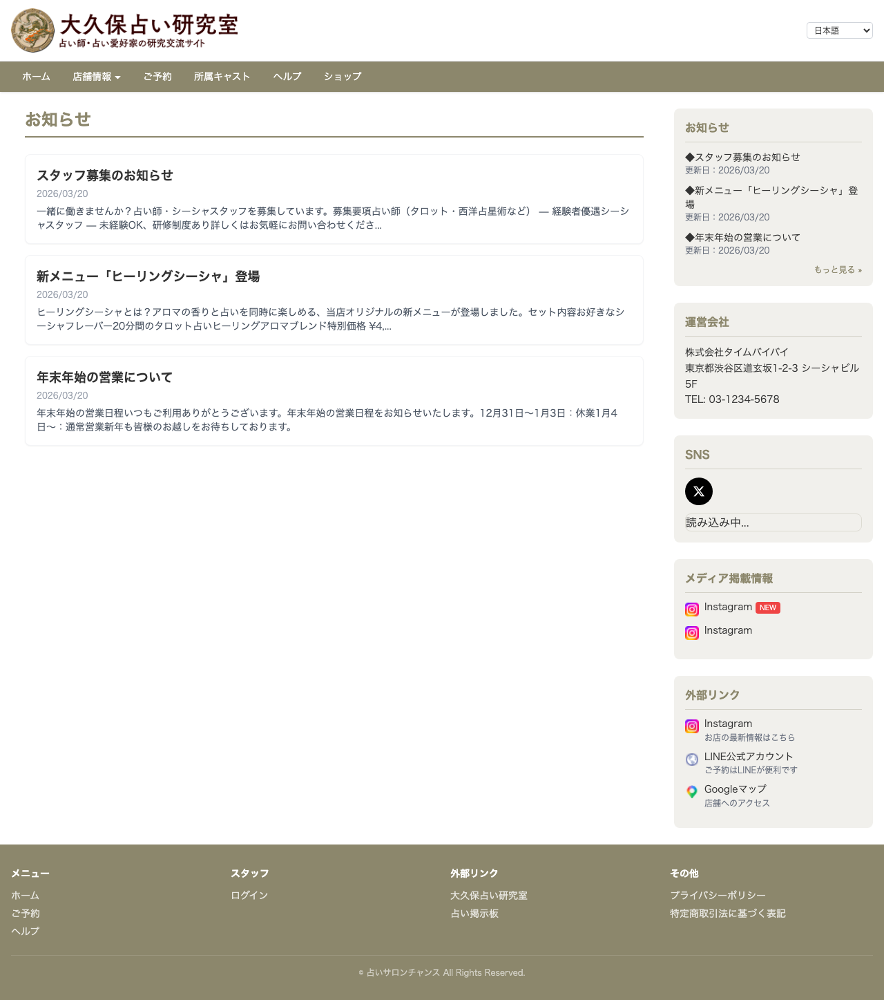 大久保占い研究室
占い師・占い愛好家の研究交流サイト
日本語
ホーム 店舗情報 ご予約 所属キャスト ヘルプ ショップ
お知らせ
スタッフ募集のお知らせ
2026/03/20
一緒に働きませんか？占い師・シーシャスタッフを募集しています。募集要項占い師（タロット・西洋占星術など） — 経験者優遇シーシ
ャスタッフ — 未経験OK、研修制度あり詳しくはお気軽にお問い合わせくださ...
新メニュー「ヒーリングシーシャ」登場
2026/03/20
ヒーリングシーシャとは？アロマの香りと占いを同時に楽しめる、当店オリジナルの新メニューが登場しました。セット内容お好きなシ
ーシャフレーバー20分間のタロット占いヒーリングアロマブレンド特別価格 ¥4,...
年末年始の営業について
2026/03/20
年末年始の営業日程いつもご利用ありがとうございます。年末年始の営業日程をお知らせいたします。12月31日〜1月3日：休業1月4
日〜：通常営業新年も皆様のお越しをお待ちしております。
お知らせ
◆スタッフ募集のお知らせ
更新日：2026/03/20
◆新メニュー「ヒーリングシーシャ」登
場
更新日：2026/03/20
◆年末年始の営業について
更新日：2026/03/20
もっと見る »
運営会社
株式会社タイムバイバイ
東京都渋谷区道玄坂1-2-3 シーシャビル
5F
TEL: 03-1234-5678
SNS
読み込み中...
メディア掲載情報
Instagram NEW
Instagram
外部リンク
Instagram
お店の最新情報はこちら
LINE公式アカウント
ご予約はLINEが便利です
Googleマップ
店舗へのアクセス
メニュー
ホーム
ご予約
ヘルプ
スタッフ
ログイン
外部リンク
大久保占い研究室
占い掲示板
その他
プライバシーポリシー
特定商取引法に基づく表記
© 占いサロンチャンス All Rights Reserved.